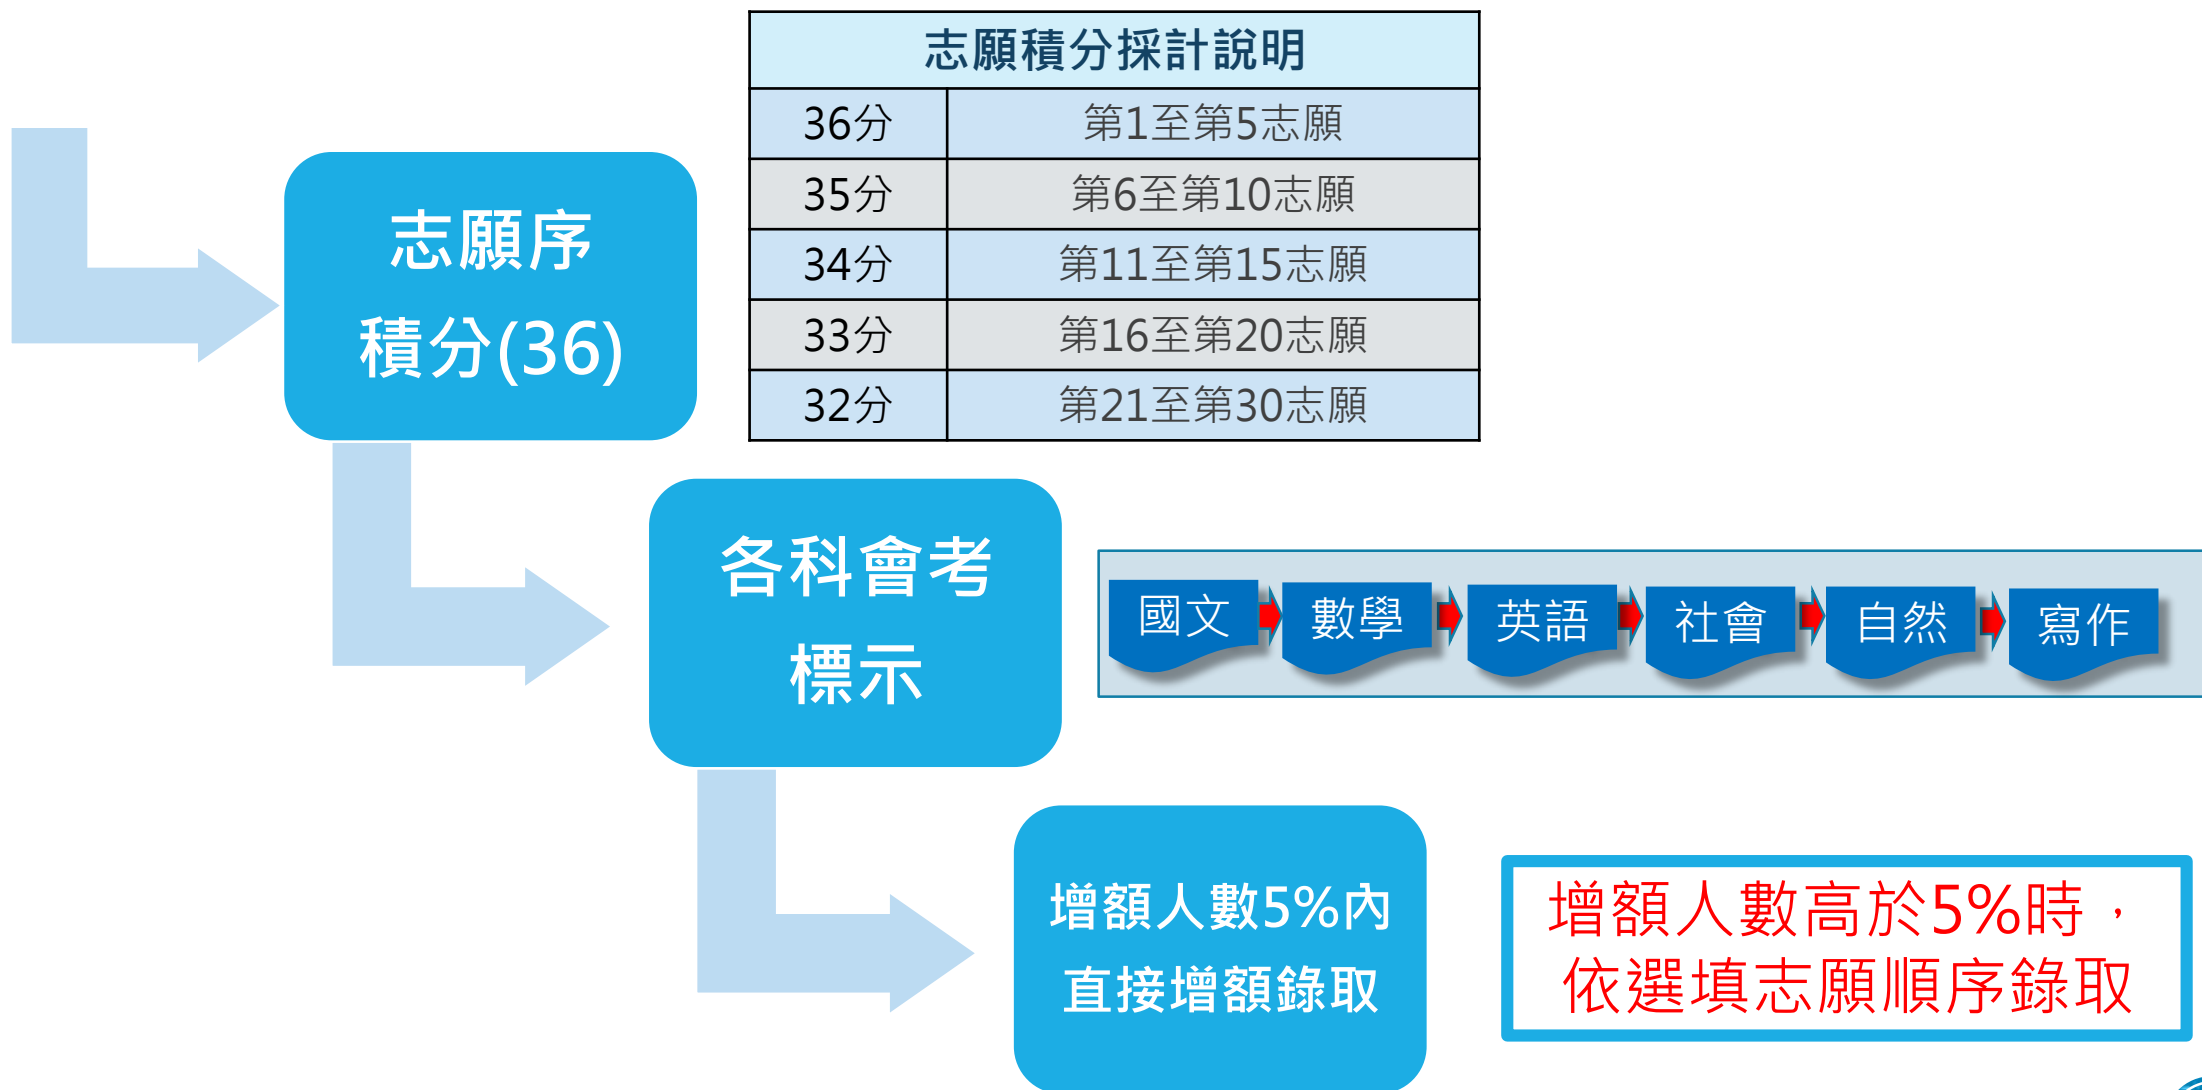 志願積分採計說明
36分 第1至第5志願
35分 第6至第10志願
34分 第11至第15志願
33分 第16至第20志願
32分 第21至第30志願
志願序
積分(36)
各科會考
標示
國文 數學 英語 社會 自然 寫作
增額人數5%內
直接增額錄取
增額人數高於5%時，
依選填志願順序錄取